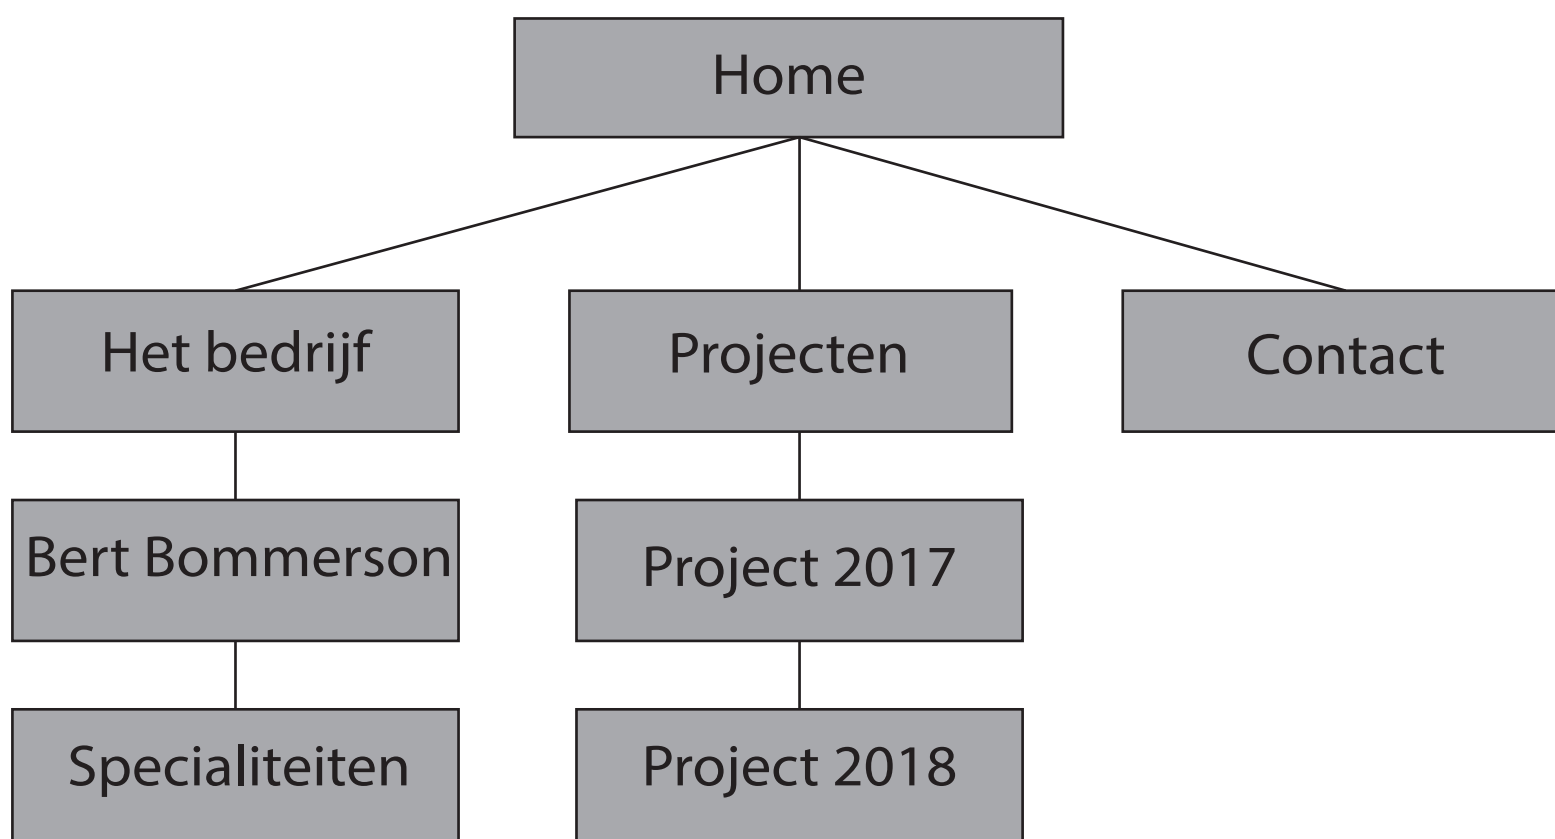 Home
Het bedrijf
Projecten
Contact
Bert Bommerson
Project 2017
Specialiteiten
Project 2018